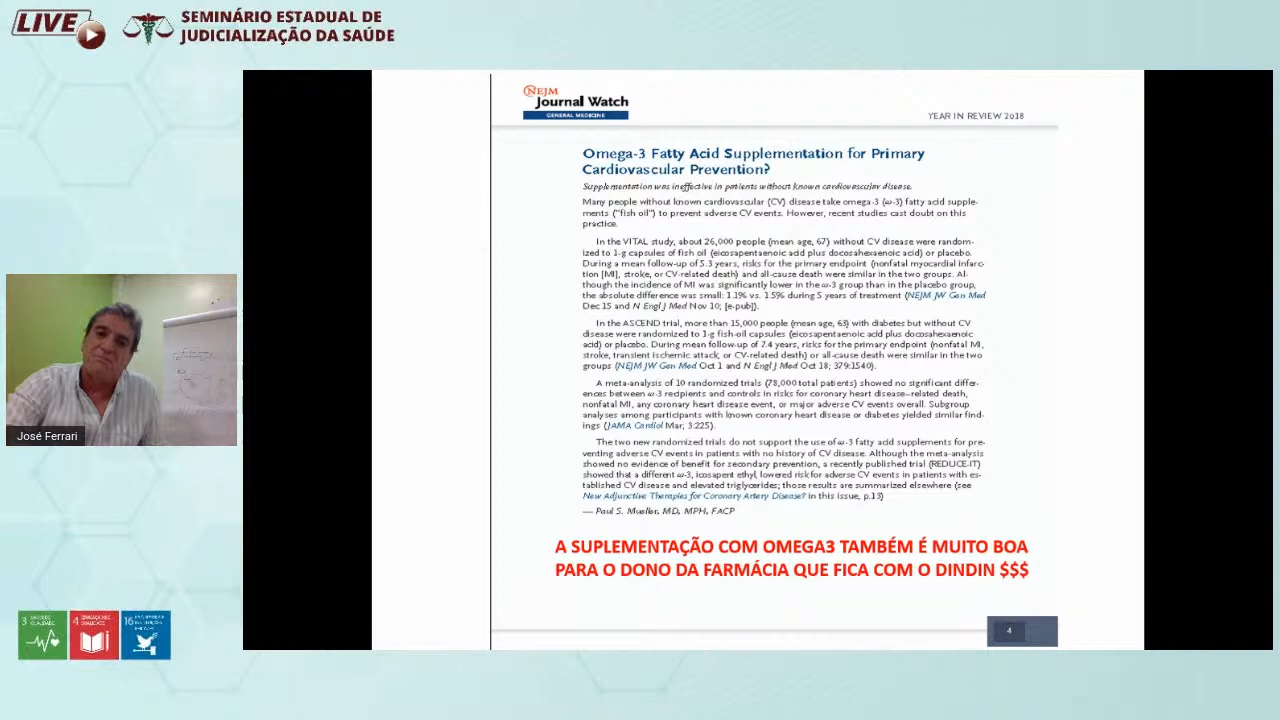 LIVE
SEMINÁRIO ESTADUAL DE
JUDICIALIZAÇÃO DA SAÚDE
NEJM
Journal Watch
GENERAL MEDICINE
YEAR IN REVIEW 2018
Omega-3 Fatty Acid Supplementation for Primary
Cardiovascular Prevention?
Supplementation was ineffective in patients without known cardiovascular disease.
Many people without known cardiovascular (CV) disease take omega-3 (ω-3) fatty acid supple-
ments ("fish oil") to prevent adverse CV events. However, recent studies cast doubt on this
practice.
In the VITAL study, about 26,000 people (mean age, 67) without CV disease were random-
ized to 1-g capsules of fish oil (eicosapentaenoic acid plus docosahexaenoic acid) or placebo.
During a mean follow-up of 5.3 years, risks for the primary endpoint (nonfatal myocardial infarc-
tion [MI], stroke, or CV-related death) and all-cause death were similar in the two groups. Al-
though the incidence of MI was significantly lower in the ω-3 group than in the placebo group,
the absolute difference was small: 1.1% vs. 1.5% during 5 years of treatment (NEJM JW Gen Med
Dec 15 and N Engl J Med Nov 10; [e-pub]).
In the ASCEND trial, more than 15,000 people (mean age, 63) with diabetes but without CV
disease were randomized to 1-g fish-oil capsules (eicosapentaenoic acid plus docosahexaenoic
acid) or placebo. During mean follow-up of 7.4 years, risks for the primary endpoint (nonfatal MI,
stroke, transient ischemic attack, or CV-related death) or all-cause death were similar in the two
groups (NEJM JW Gen Med Oct 1 and N Engl J Med Oct 18; 379:1540).
A meta-analysis of 10 randomized trials (78,000 total patients) showed no significant differ-
ences between ω-3 recipients and controls in risks for coronary heart disease–related death,
nonfatal MI, any coronary heart disease event, or major adverse CV events overall. Subgroup
analyses among participants with known coronary heart disease or diabetes yielded similar find-
ings (JAMA Cardiol Mar; 3:225).
The two new randomized trials do not support the use of ω-3 fatty acid supplements for pre-
venting adverse CV events in patients with no history of CV disease. Although the meta-analysis
showed no evidence of benefit for secondary prevention, a recently published trial (REDUCE-IT)
showed that a different ω-3, icosapent ethyl, lowered risk for adverse CV events in patients with es-
tablished CV disease and elevated triglycerides; those results are summarized elsewhere (see
New Adjunctive Therapies for Coronary Artery Disease? in this issue, p.13)
— Paul S. Mueller, MD, MPH, FACP
A SUPLEMENTAÇÃO COM OMEGA3 TAMBÉM É MUITO BOA
PARA O DONO DA FARMÁCIA QUE FICA COM O DINDIN $$$
4
José Ferrari
3
4
16